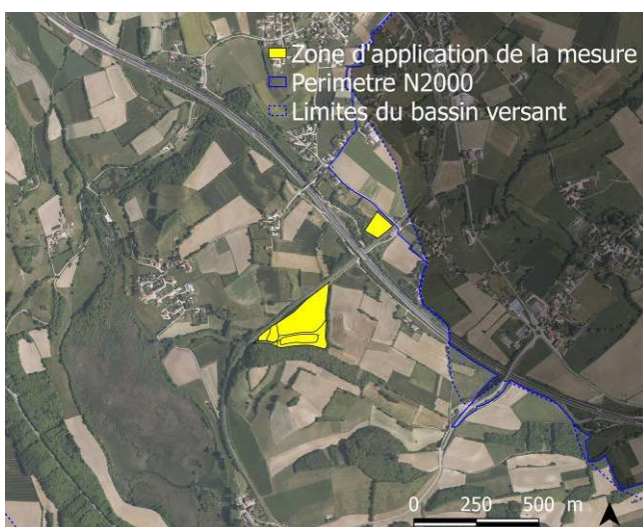 Zone d'application de la mesure
Perimetre N2000
Limites du bassin versant
0 250 500 m